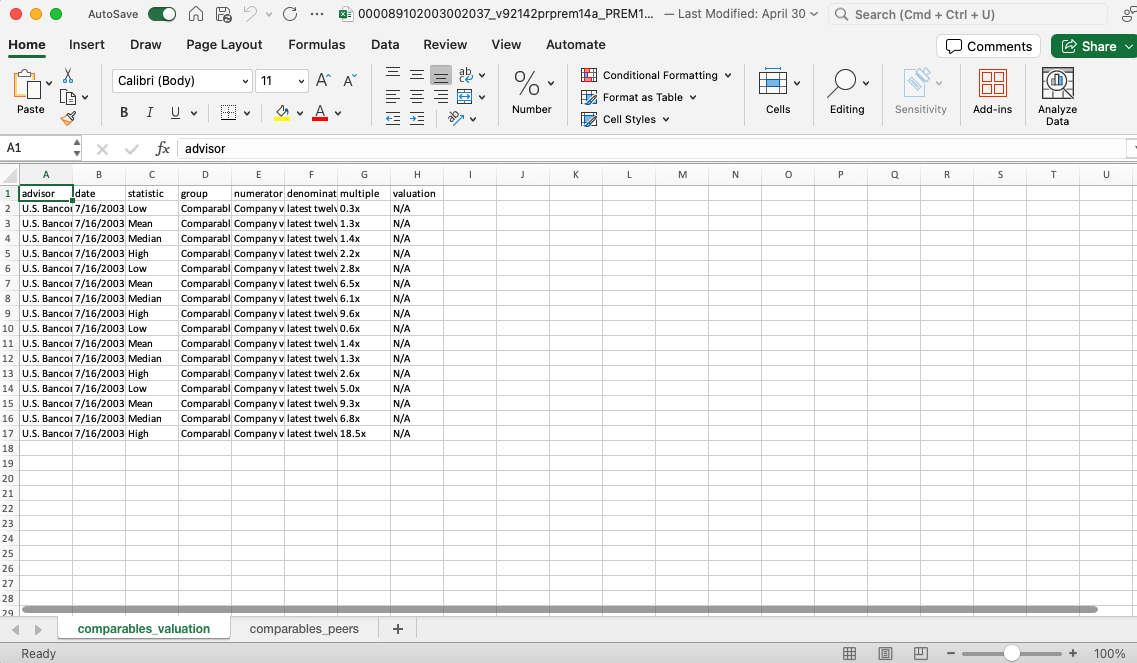 AutoSave 000089102003002037_v92142prprem14a_PREM1... — Last Modified: April 30 Search (Cmd + Ctrl + U)
Home Insert Draw Page Layout Formulas Data Review View Automate Comments Share
Paste Calibri (Body) 11 A A ab Number Conditional Formatting Cells Editing Sensitivity Add-ins Analyze Data
B I U A % Format as Table
Cell Styles
A1 fx advisor
A B C D E F G H I J K L M N O P Q R S T U
1 advisor date statistic group numerator denominat multiple valuation
2 U.S. Bancor 7/16/2003 Low Comparabl Company v latest twelv 0.3x N/A
3 U.S. Bancor 7/16/2003 Mean Comparabl Company v latest twelv 1.3x N/A
4 U.S. Bancor 7/16/2003 Median Comparabl Company v latest twelv 1.4x N/A
5 U.S. Bancor 7/16/2003 High Comparabl Company v latest twelv 2.2x N/A
6 U.S. Bancor 7/16/2003 Low Comparabl Company v latest twelv 2.8x N/A
7 U.S. Bancor 7/16/2003 Mean Comparabl Company v latest twelv 6.5x N/A
8 U.S. Bancor 7/16/2003 Median Comparabl Company v latest twelv 6.1x N/A
9 U.S. Bancor 7/16/2003 High Comparabl Company v latest twelv 9.6x N/A
10 U.S. Bancor 7/16/2003 Low Comparabl Company v latest twelv 0.6x N/A
11 U.S. Bancor 7/16/2003 Mean Comparabl Company v latest twelv 1.4x N/A
12 U.S. Bancor 7/16/2003 Median Comparabl Company v latest twelv 1.3x N/A
13 U.S. Bancor 7/16/2003 High Comparabl Company v latest twelv 2.6x N/A
14 U.S. Bancor 7/16/2003 Low Comparabl Company v latest twelv 5.0x N/A
15 U.S. Bancor 7/16/2003 Mean Comparabl Company v latest twelv 9.3x N/A
16 U.S. Bancor 7/16/2003 Median Comparabl Company v latest twelv 6.8x N/A
17 U.S. Bancor 7/16/2003 High Comparabl Company v latest twelv 18.5x N/A
18
19
20
21
22
23
24
25
26
27
28
29
comparables_valuation comparables_peers +
Ready − + 100%